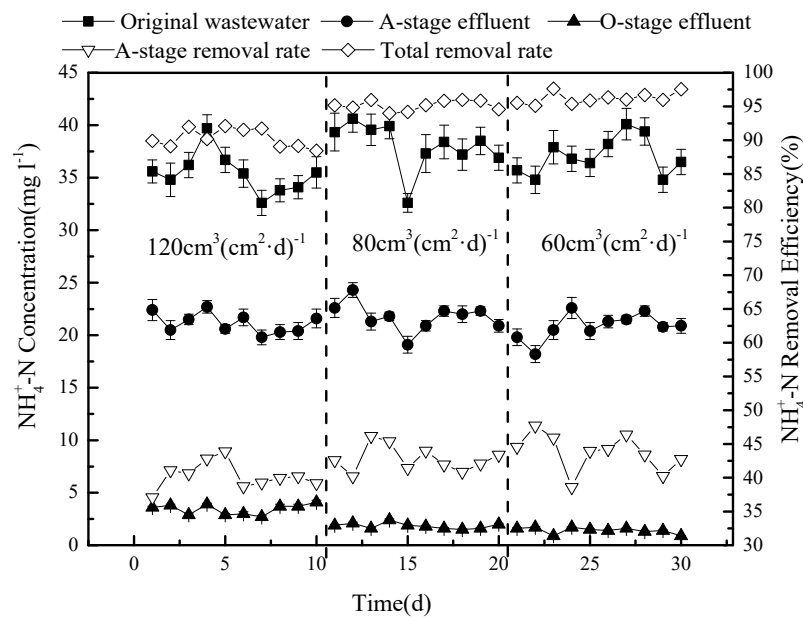 Original wastewater A-stage effluent O-stage effluent
A-stage removal rate Total removal rate
45 100
40 95
35 90
30 85
25 80
20 75
15 70
10 65
5 60
0 55
50
45
40
35
30
NH₄⁺-N Concentration(mg l⁻¹)
NH₄⁺-N Removal Efficiency(%)
120cm³(cm²·d)⁻¹ 80cm³(cm²·d)⁻¹ 60cm³(cm²·d)⁻¹
0 5 10 15 20 25 30
Time(d)